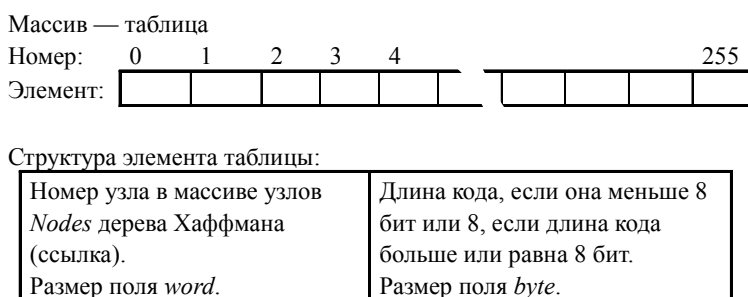 Массив — таблица
Номер: 0 1 2 3 4 255
Элемент:
Структура элемента таблицы:
Номер узла в массиве узлов
Nodes дерева Хаффмана
(ссылка).
Размер поля word.
Длина кода, если она меньше 8
бит или 8, если длина кода
больше или равна 8 бит.
Размер поля byte.